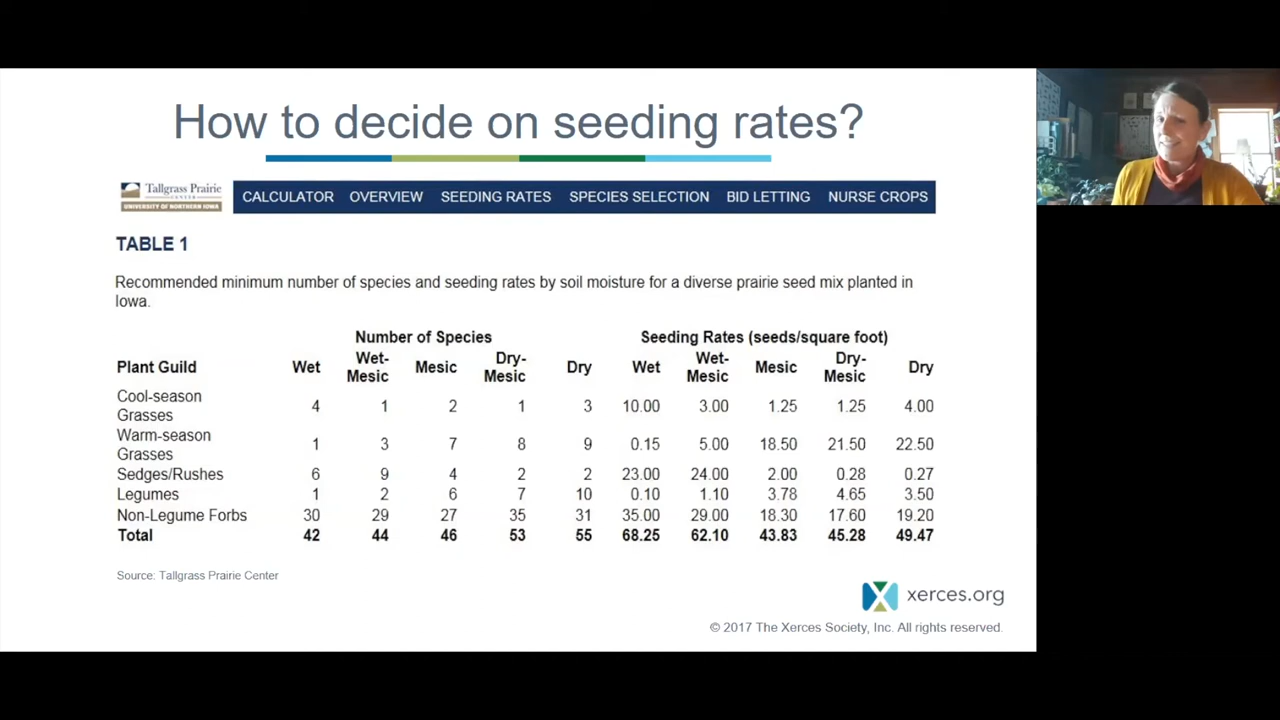 How to decide on seeding rates?
Tallgrass Prairie
CENTER
UNIVERSITY OF NORTHERN IOWA
CALCULATOR OVERVIEW SEEDING RATES SPECIES SELECTION BID LETTING NURSE CROPS
TABLE 1
Recommended minimum number of species and seeding rates by soil moisture for a diverse prairie seed mix planted in
Iowa.
Number of Species Seeding Rates (seeds/square foot)
Plant Guild Wet Wet-Mesic Mesic Dry-Mesic Dry Wet Wet-Mesic Mesic Dry-Mesic Dry
Cool-season Grasses 4 1 2 1 3 10.00 3.00 1.25 1.25 4.00
Warm-season Grasses 1 3 7 8 9 0.15 5.00 18.50 21.50 22.50
Sedges/Rushes 6 9 4 2 2 23.00 24.00 2.00 0.28 0.27
Legumes 1 2 6 7 10 0.10 1.10 3.78 4.65 3.50
Non-Legume Forbs 30 29 27 35 31 35.00 29.00 18.30 17.60 19.20
Total 42 44 46 53 55 68.25 62.10 43.83 45.28 49.47
Source: Tallgrass Prairie Center
xerces.org
© 2017 The Xerces Society, Inc. All rights reserved.